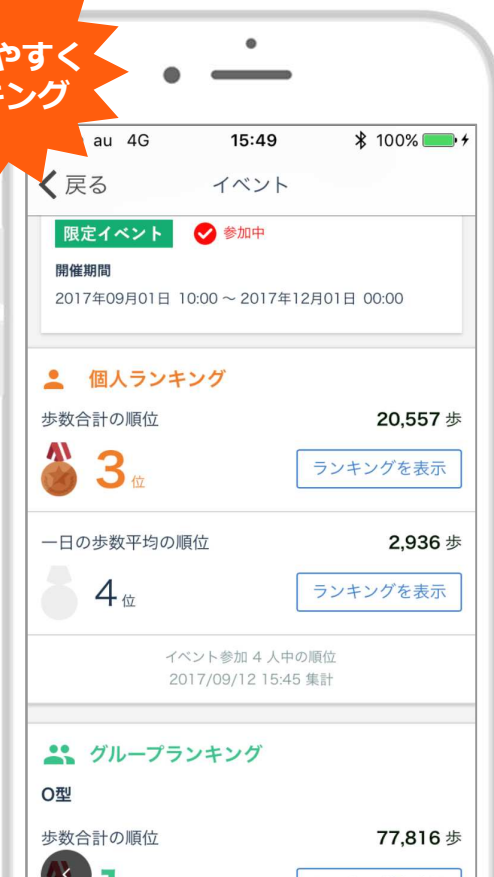 やすく
キング
au 4G 15:49 100%
戻る イベント
限定イベント 参加中
開催期間
2017年09月01日 10:00 ~ 2017年12月01日 00:00
個人ランキング
歩数合計の順位 20,557 歩
3 位 ランキングを表示
一日の歩数平均の順位 2,936 歩
4 位 ランキングを表示
イベント参加 4 人中の順位
2017/09/12 15:45 集計
グループランキング
O型
歩数合計の順位 77,816 歩